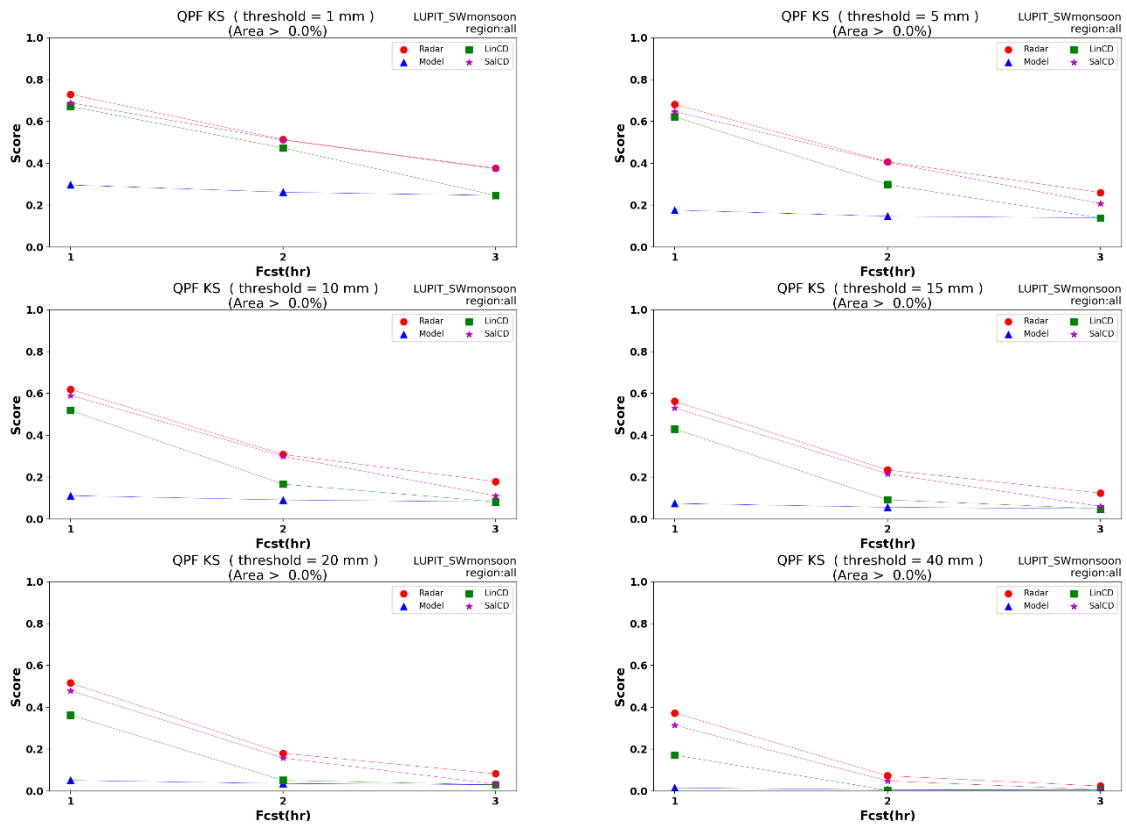 QPF KS ( threshold = 1 mm )
(Area > 0.0%)
LUPIT_SWmonsoon
region:all
Radar
Model
LinCD
SalCD
1.0
0.8
0.6
0.4
0.2
0.0
Score
1
2
3
Fcst(hr)
QPF KS ( threshold = 5 mm )
(Area > 0.0%)
LUPIT_SWmonsoon
region:all
Radar
Model
LinCD
SalCD
1.0
0.8
0.6
0.4
0.2
0.0
Score
1
2
3
Fcst(hr)
QPF KS ( threshold = 10 mm )
(Area > 0.0%)
LUPIT_SWmonsoon
region:all
Radar
Model
LinCD
SalCD
1.0
0.8
0.6
0.4
0.2
0.0
Score
1
2
3
Fcst(hr)
QPF KS ( threshold = 15 mm )
(Area > 0.0%)
LUPIT_SWmonsoon
region:all
Radar
Model
LinCD
SalCD
1.0
0.8
0.6
0.4
0.2
0.0
Score
1
2
3
Fcst(hr)
QPF KS ( threshold = 20 mm )
(Area > 0.0%)
LUPIT_SWmonsoon
region:all
Radar
Model
LinCD
SalCD
1.0
0.8
0.6
0.4
0.2
0.0
Score
1
2
3
Fcst(hr)
QPF KS ( threshold = 40 mm )
(Area > 0.0%)
LUPIT_SWmonsoon
region:all
Radar
Model
LinCD
SalCD
1.0
0.8
0.6
0.4
0.2
0.0
Score
1
2
3
Fcst(hr)